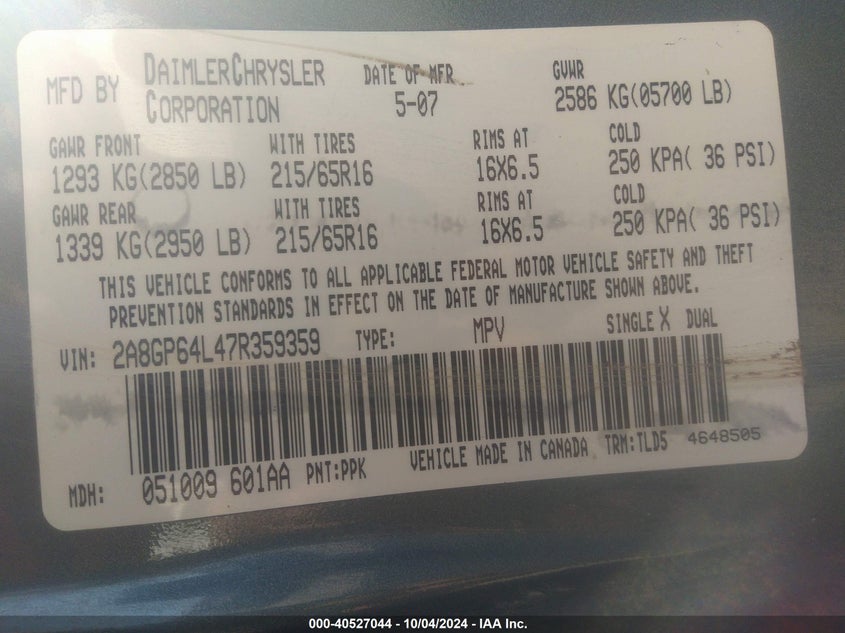 MFD BY DAIMLERCHRYSLER CORPORATION DATE OF MFR 5-07 GVWR 2586 KG(05700 LB)
GAWR FRONT WITH TIRES RIMS AT COLD
1293 KG(2850 LB) 215/65R16 16X6.5 250 KPA( 36 PSI)
GAWR REAR WITH TIRES RIMS AT COLD
1339 KG(2950 LB) 215/65R16 16X6.5 250 KPA( 36 PSI)
THIS VEHICLE CONFORMS TO ALL APPLICABLE FEDERAL MOTOR VEHICLE SAFETY AND THEFT
PREVENTION STANDARDS IN EFFECT ON THE DATE OF MANUFACTURE SHOWN ABOVE.
VIN: 2A8GP64L47R359359 TYPE: MPV SINGLE X DUAL
MDH: 051009 601AA PNT:PPK VEHICLE MADE IN CANADA TRM:TLD5 4648505
000-40527044 - 10/04/2024 - IAA Inc.